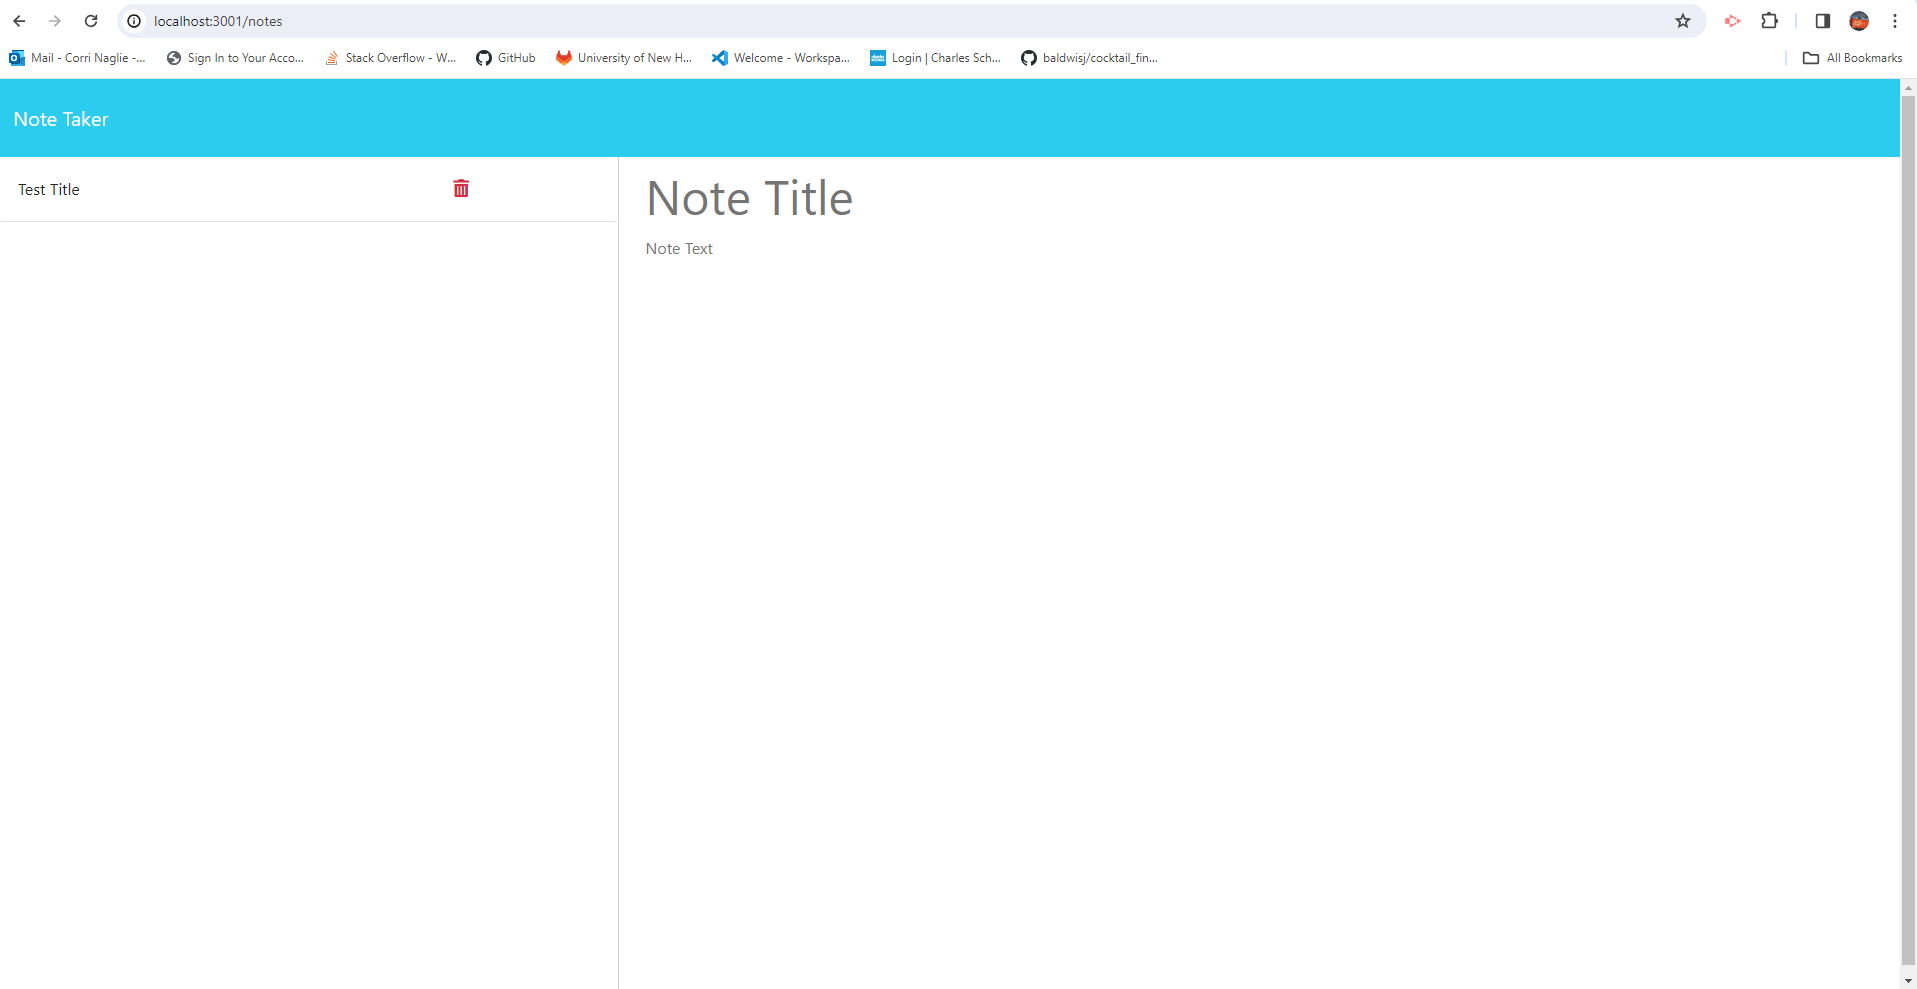 localhost:3001/notes
Mail - Corri Naglie -... Sign In to Your Acco... Stack Overflow - W... GitHub University of New H... Welcome - Workspa... Login | Charles Sch... baldwisj/cocktail_fin... All Bookmarks
Note Taker
Test Title
Note Title
Note Text